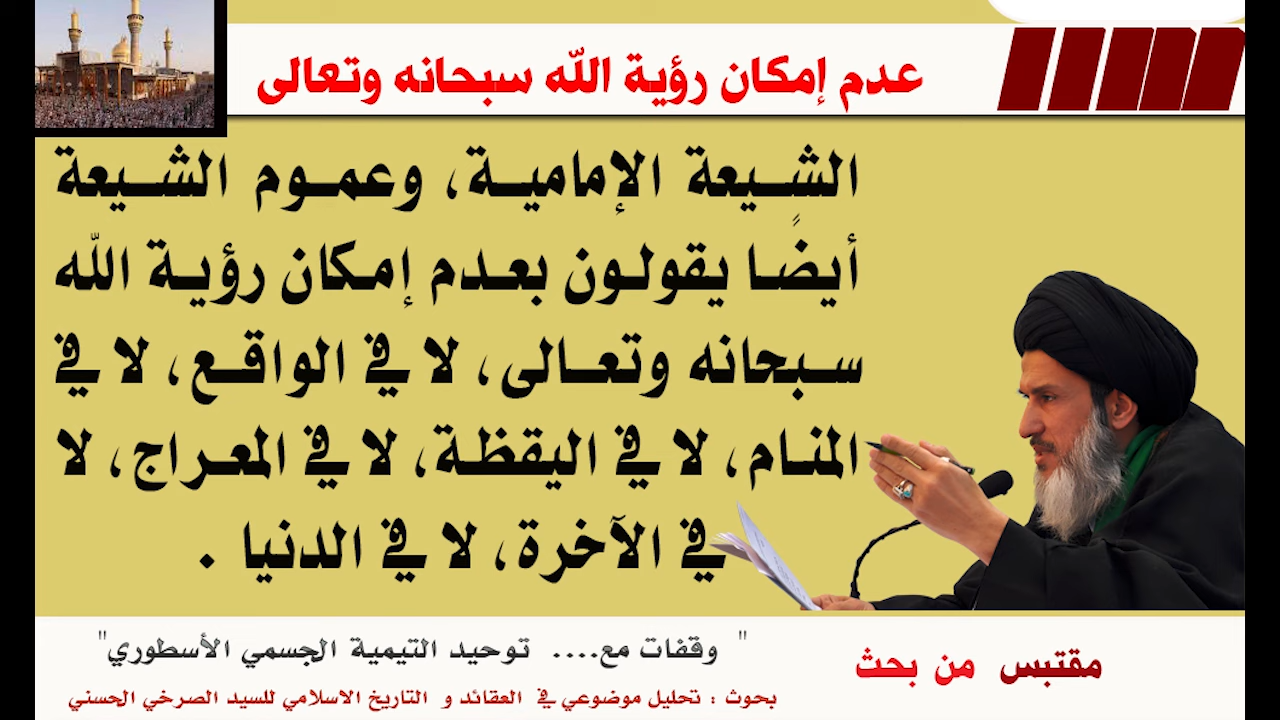 عدم إمكان رؤية الله سبحانه وتعالى
الشيعة الإمامية، وعموم الشيعة
أيضًا يقولون بعدم إمكان رؤية الله
سبحانه وتعالى، لا في الواقع، لا في
المنام، لا في اليقظة، لا في المعراج، لا
في الآخرة، لا في الدنيا .
مقتبس من بحث
" وقفات مع.... توحيد التيمية الجسمي الأسطوري"
بحوث : تحليل موضوعي في العقائد و التاريخ الاسلامي للسيد الصرخي الحسني